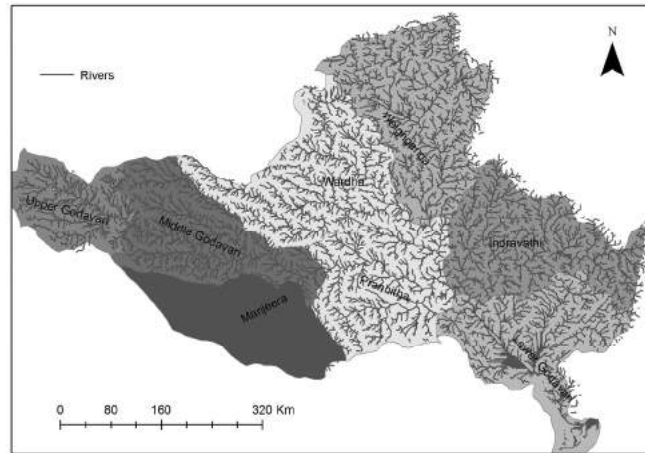 N
Rivers
Wainganga
Wardha
Upper Godavari
Middle Godavari
Indravathi
Pranhitha
Manjeera
Lower Godavari
0 80 160 320 Km